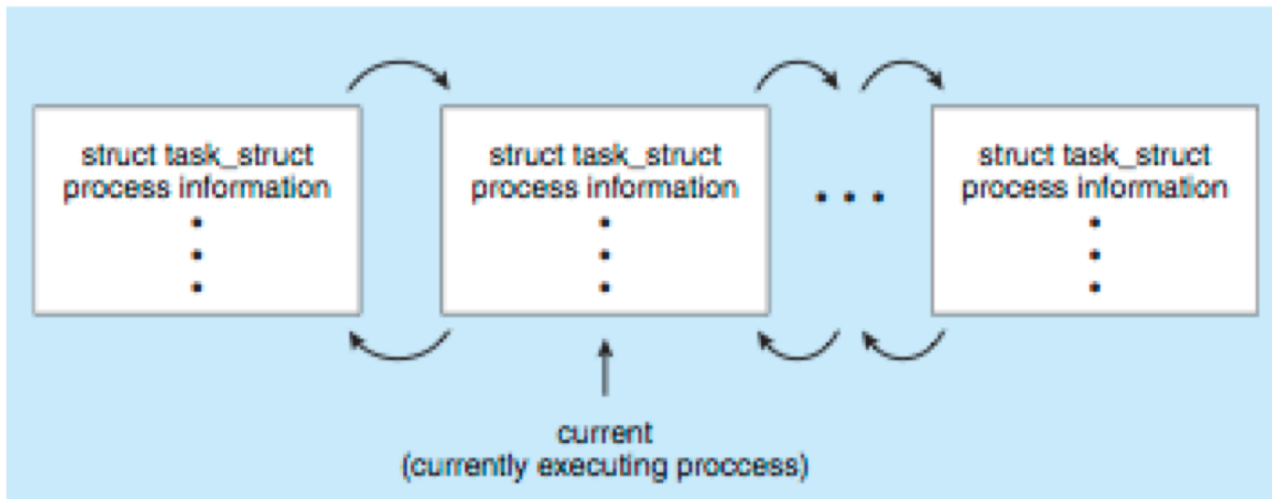 struct task_struct
process information
struct task_struct
process information
• • •
struct task_struct
process information
current
(currently executing proccess)